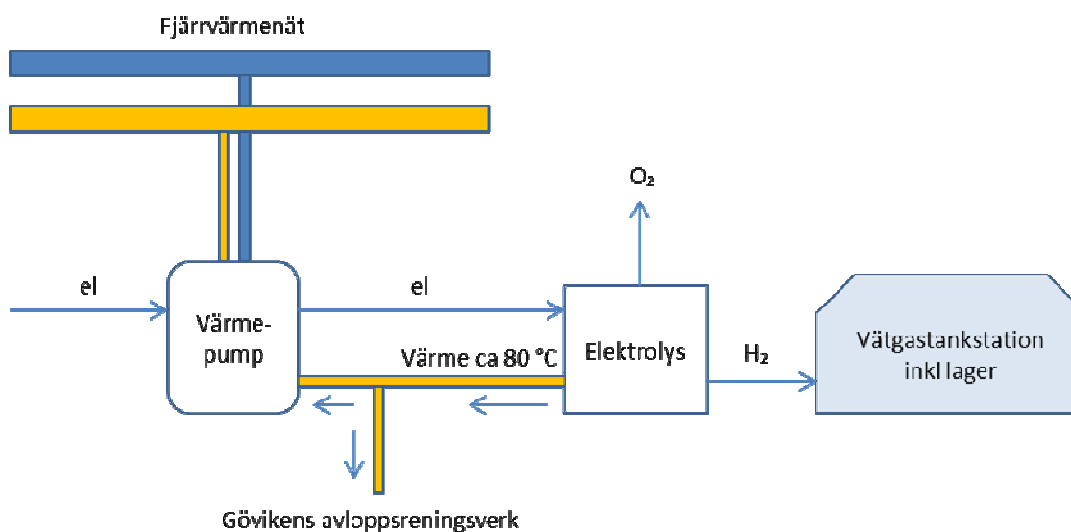 Fjärrvärmenät
O₂
el
el
Värme-
pump
Värme ca 80 °C
Elektrolys
H₂
Vätgastankstation
inkl lager
Gövikens avloppsreningsverk